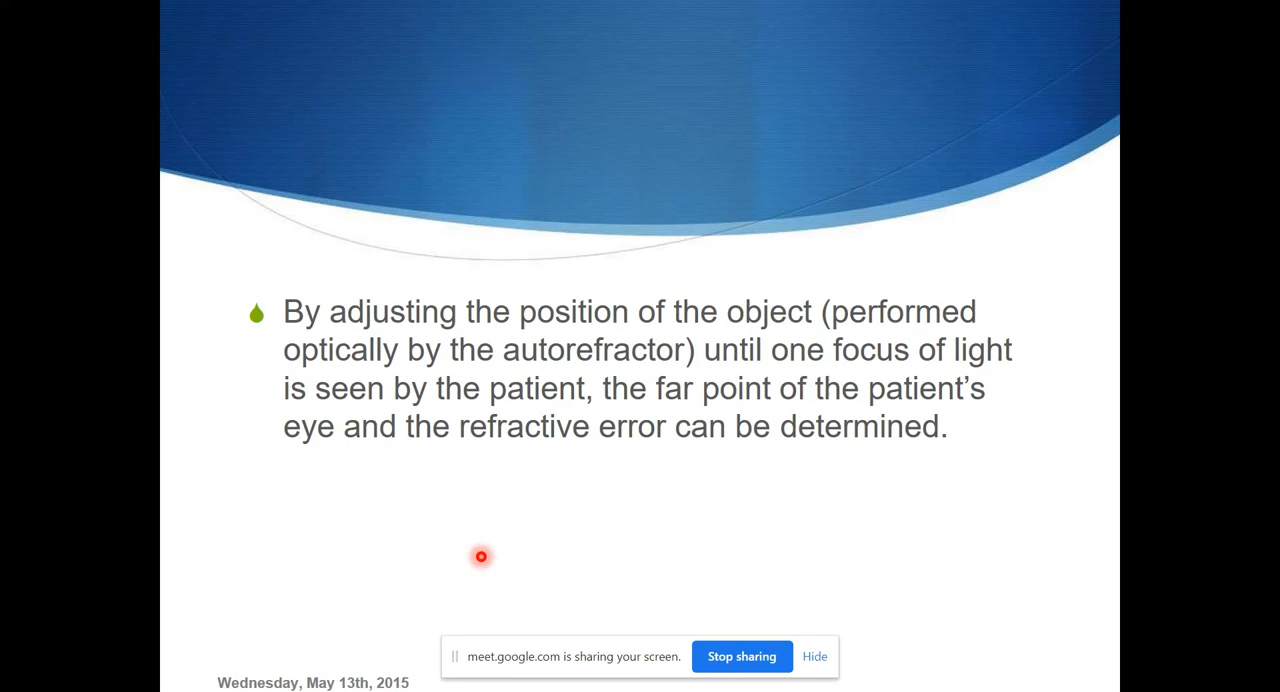 By adjusting the position of the object (performed
optically by the autorefractor) until one focus of light
is seen by the patient, the far point of the patient’s
eye and the refractive error can be determined.
meet.google.com is sharing your screen. Stop sharing Hide
Wednesday, May 13th, 2015